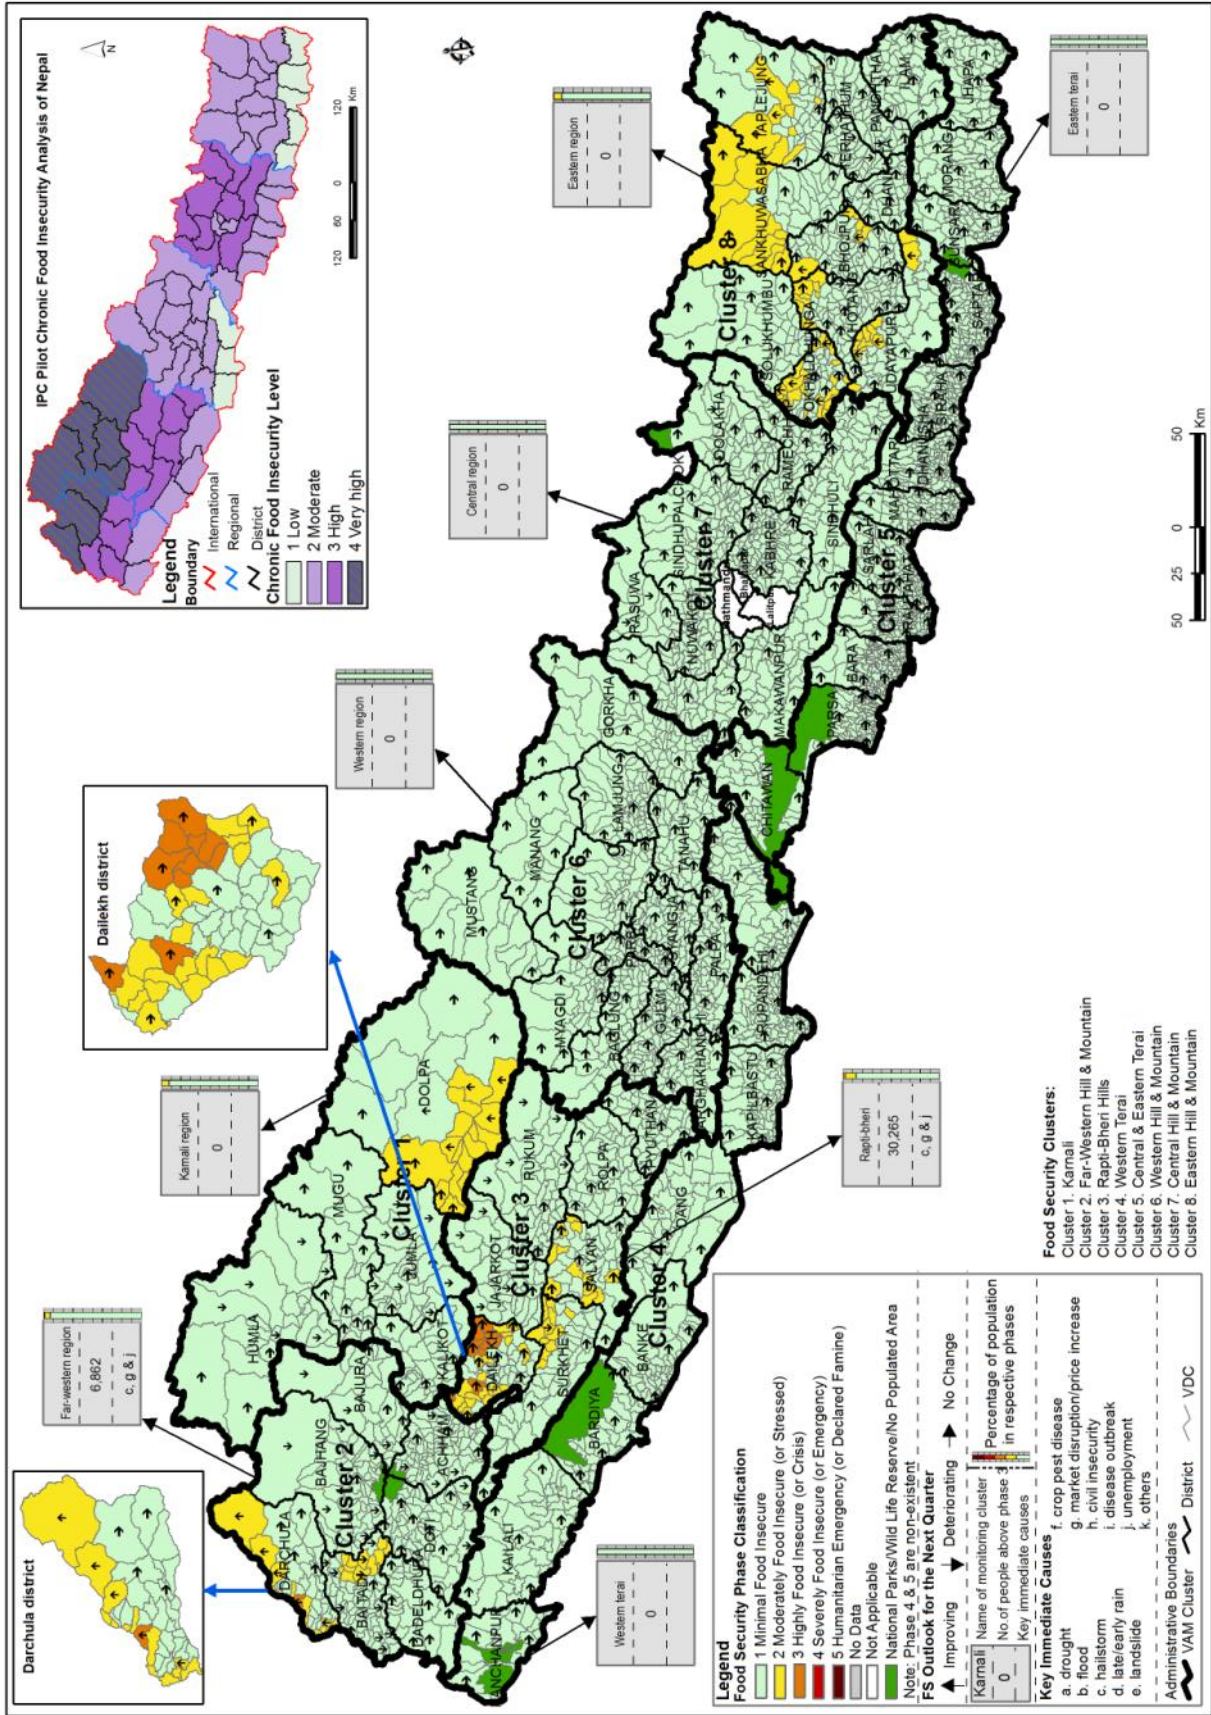 IPC Pilot Chronic Food Insecurity Analysis of Nepal
N
Legend
Boundary
International
Regional
District
Chronic Food Insecurity Level
1 Low
2 Moderate
3 High
4 Very high
120 60 0 120
Km
Darchula district
Dailekh district
Far-western region
6,862
c, g & j
Karnali region
0
Western region
0
Central region
0
Eastern region
0
Western terai
0
Rapti-bheri
30,265
c, g & j
Eastern terai
0
Cluster 1
HUMLA
MUGU
DOLPA
JUMLA
KALIKOT
Cluster 2
DARCHULA
BAJHANG
BAJURA
BAITADI
DADELDHURA
DOTI
ACHHAM
Cluster 3
DAILEKH
JAJARKOT
RUKUM
SURKHET
SALYAN
ROLPA
PYUTHAN
Cluster 4
KANCHANPUR
KAILALI
BARDIYA
BANKE
DANG
KAPILBASTU
RUPANDEHI
CHITAWAN
Cluster 6
MUSTANG
MANANG
MYAGDI
GORKHA
LAMJUNG
BAGLUNG
PARBAT
TANAHU
GULMI
SYANGJA
PALPA
ARGHAKHANCHI
Cluster 7
RASUWA
NUWAKOT
SINDHUPALCHOK
DOLAKHA
Kathmandu
Bhaktapur
Lalitpur
KABHRE
RAMECHHAP
MAKAWANPUR
SINDHULI
Cluster 5
PARSA
BARA
RAUTAHAT
SARLAHI
MAHOTTARI
DHANUSHA
SIRAHA
SAPTARI
SUNSARI
MORANG
JHAPA
Cluster 8
SOLUKHUMBU
SANKHUWASABHA
TAPLEJUNG
OKHALDHUNGA
KHOTANG
BHOJPUR
TERHATHUM
PANCHTHAR
UDAYAPUR
DHANKUTA
ILAM
50 25 0 50
Km
Legend
Food Security Phase Classification
1 Minimal Food Insecure
2 Moderately Food Insecure (or Stressed)
3 Highly Food Insecure (or Crisis)
4 Severely Food Insecure (or Emergency)
5 Humanitarian Emergency (or Declared Famine)
No Data
Not Applicable
National Parks/Wild Life Reserve/No Populated Area
Note: Phase 4 & 5 are non-existent
FS Outlook for the Next Quarter
Improving Deteriorating No Change
Karnali Name of monitoring cluster
0 No.of people above phase 3
Key immediate causes
Percentage of population
in respective phases
Key Immediate Causes
a. drought
b. flood
c. hailstorm
d. late/early rain
e. landslide
f. crop pest disease
g. market disruption/price increase
h. civil insecurity
i. disease outbreak
j. unemployment
k. others
Administrative Boundaries
VAM Cluster District VDC
Food Security Clusters:
Cluster 1. Karnali
Cluster 2. Far-Western Hill & Mountain
Cluster 3. Rapti-Bheri Hills
Cluster 4. Western Terai
Cluster 5. Central & Eastern Terai
Cluster 6. Western Hill & Mountain
Cluster 7. Central Hill & Mountain
Cluster 8. Eastern Hill & Mountain